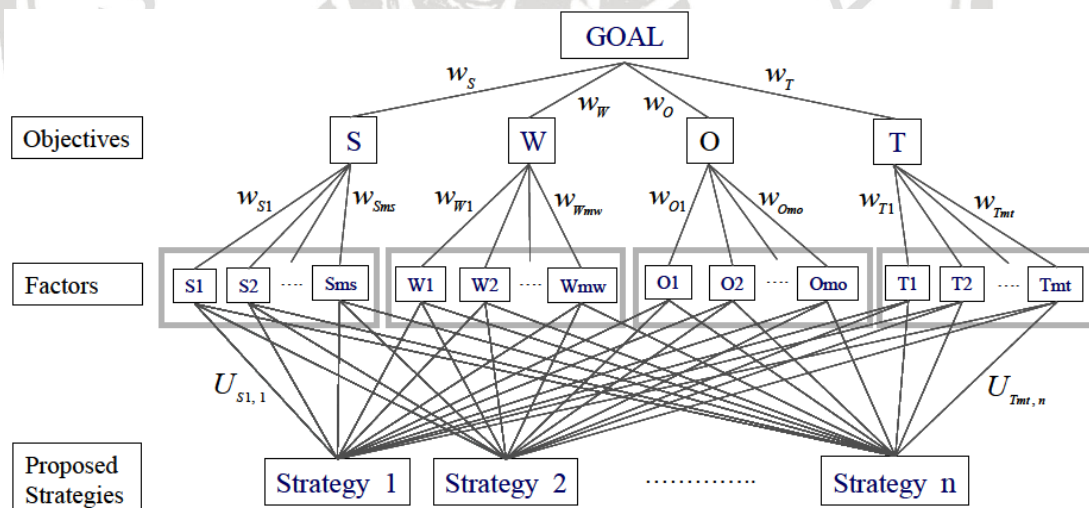 GOAL
w_S
w_W
w_O
w_T
Objectives
S
W
O
T
w_S1
w_Sms
w_W1
w_Wmw
w_O1
w_Omo
w_T1
w_Tmt
Factors
S1 S2 .... Sms
W1 W2 .... Wmw
O1 O2 .... Omo
T1 T2 .... Tmt
U_S1, 1
U_Tmt, n
Proposed
Strategies
Strategy 1 Strategy 2 .............. Strategy n